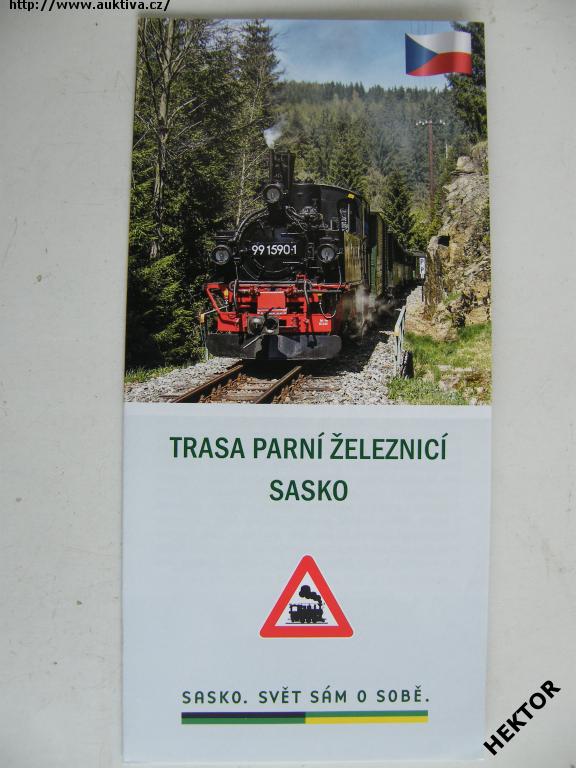 http://www.auktiva.cz/
99 1590-1
TRASA PARNÍ ŽELEZNICÍ
SASKO
SASKO. SVĚT SÁM O SOBĚ.
HEKTOR